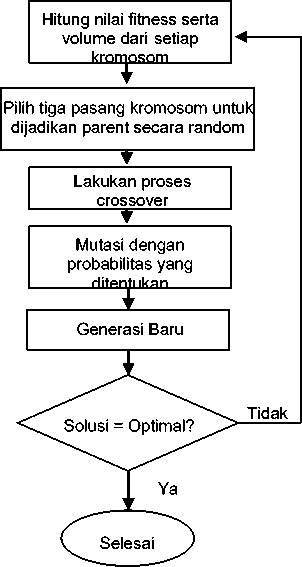 Hitung nilai fitness serta
volume dari setiap
kromosom
Pilih tiga pasang kromosom untuk
dijadikan parent secara random
Lakukan proses
crossover
Mutasi dengan
probabilitas yang
ditentukan
Generasi Baru
Solusi = Optimal?
Tidak
Ya
Selesai